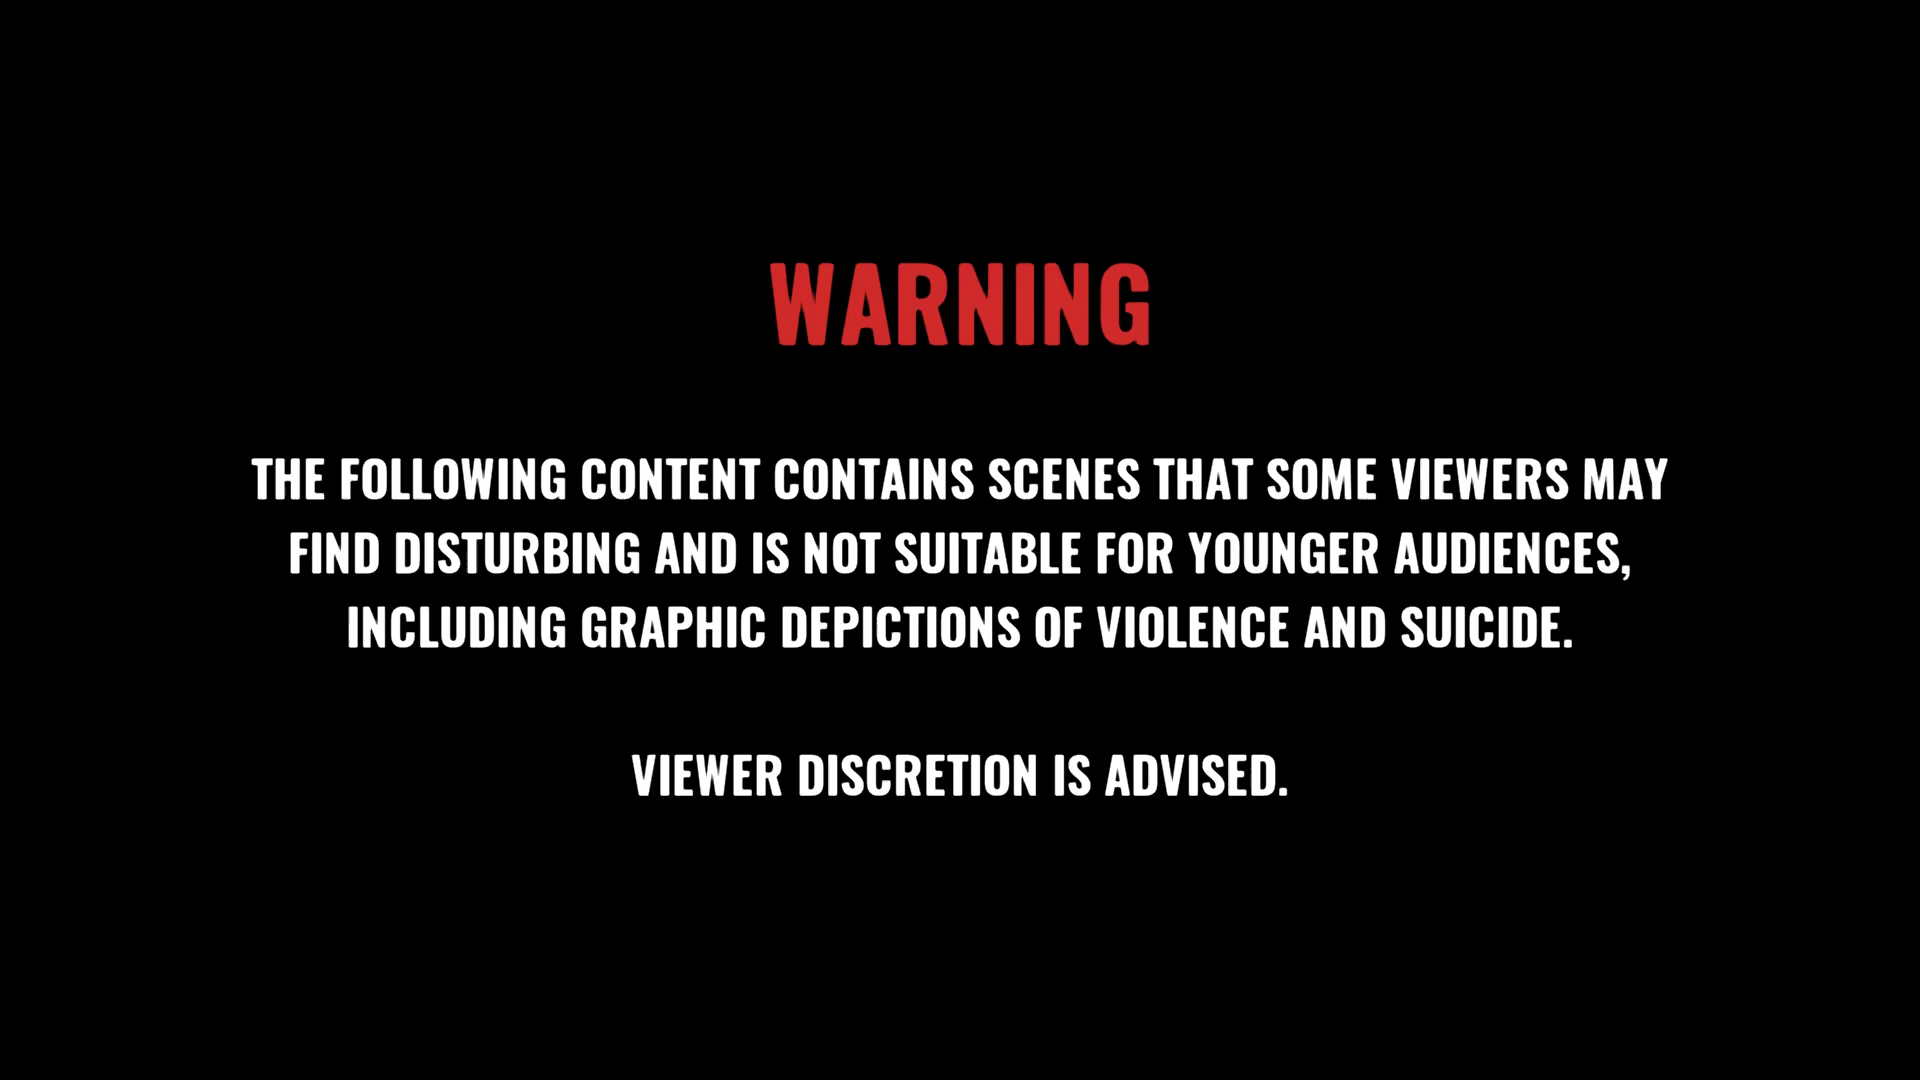 WARNING
THE FOLLOWING CONTENT CONTAINS SCENES THAT SOME VIEWERS MAY
FIND DISTURBING AND IS NOT SUITABLE FOR YOUNGER AUDIENCES,
INCLUDING GRAPHIC DEPICTIONS OF VIOLENCE AND SUICIDE.
VIEWER DISCRETION IS ADVISED.